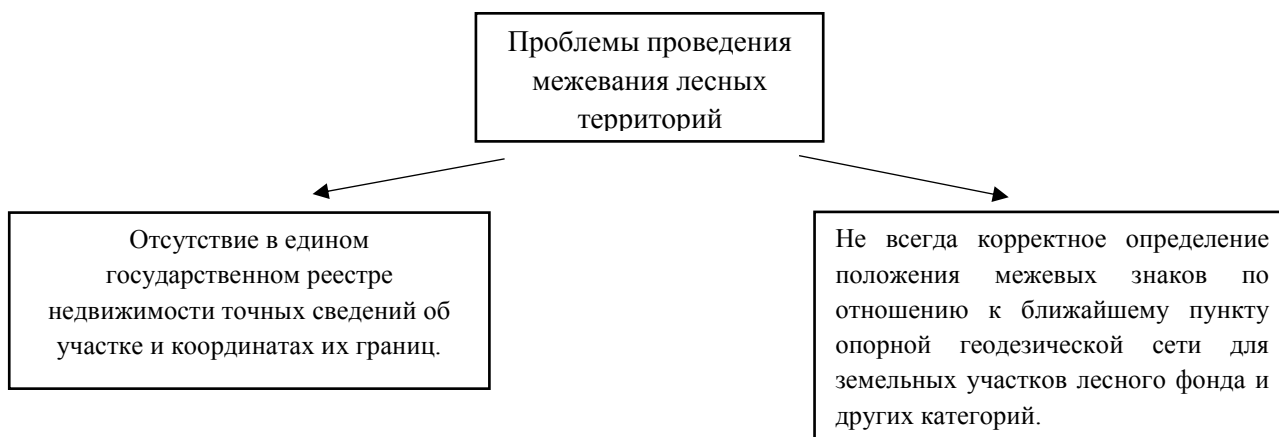 Проблемы проведения
межевания лесных
территорий
Отсутствие в едином
государственном реестре
недвижимости точных сведений об
участке и координатах их границ.
Не всегда корректное определение
положения межевых знаков по
отношению к ближайшему пункту
опорной геодезической сети для
земельных участков лесного фонда и
других категорий.